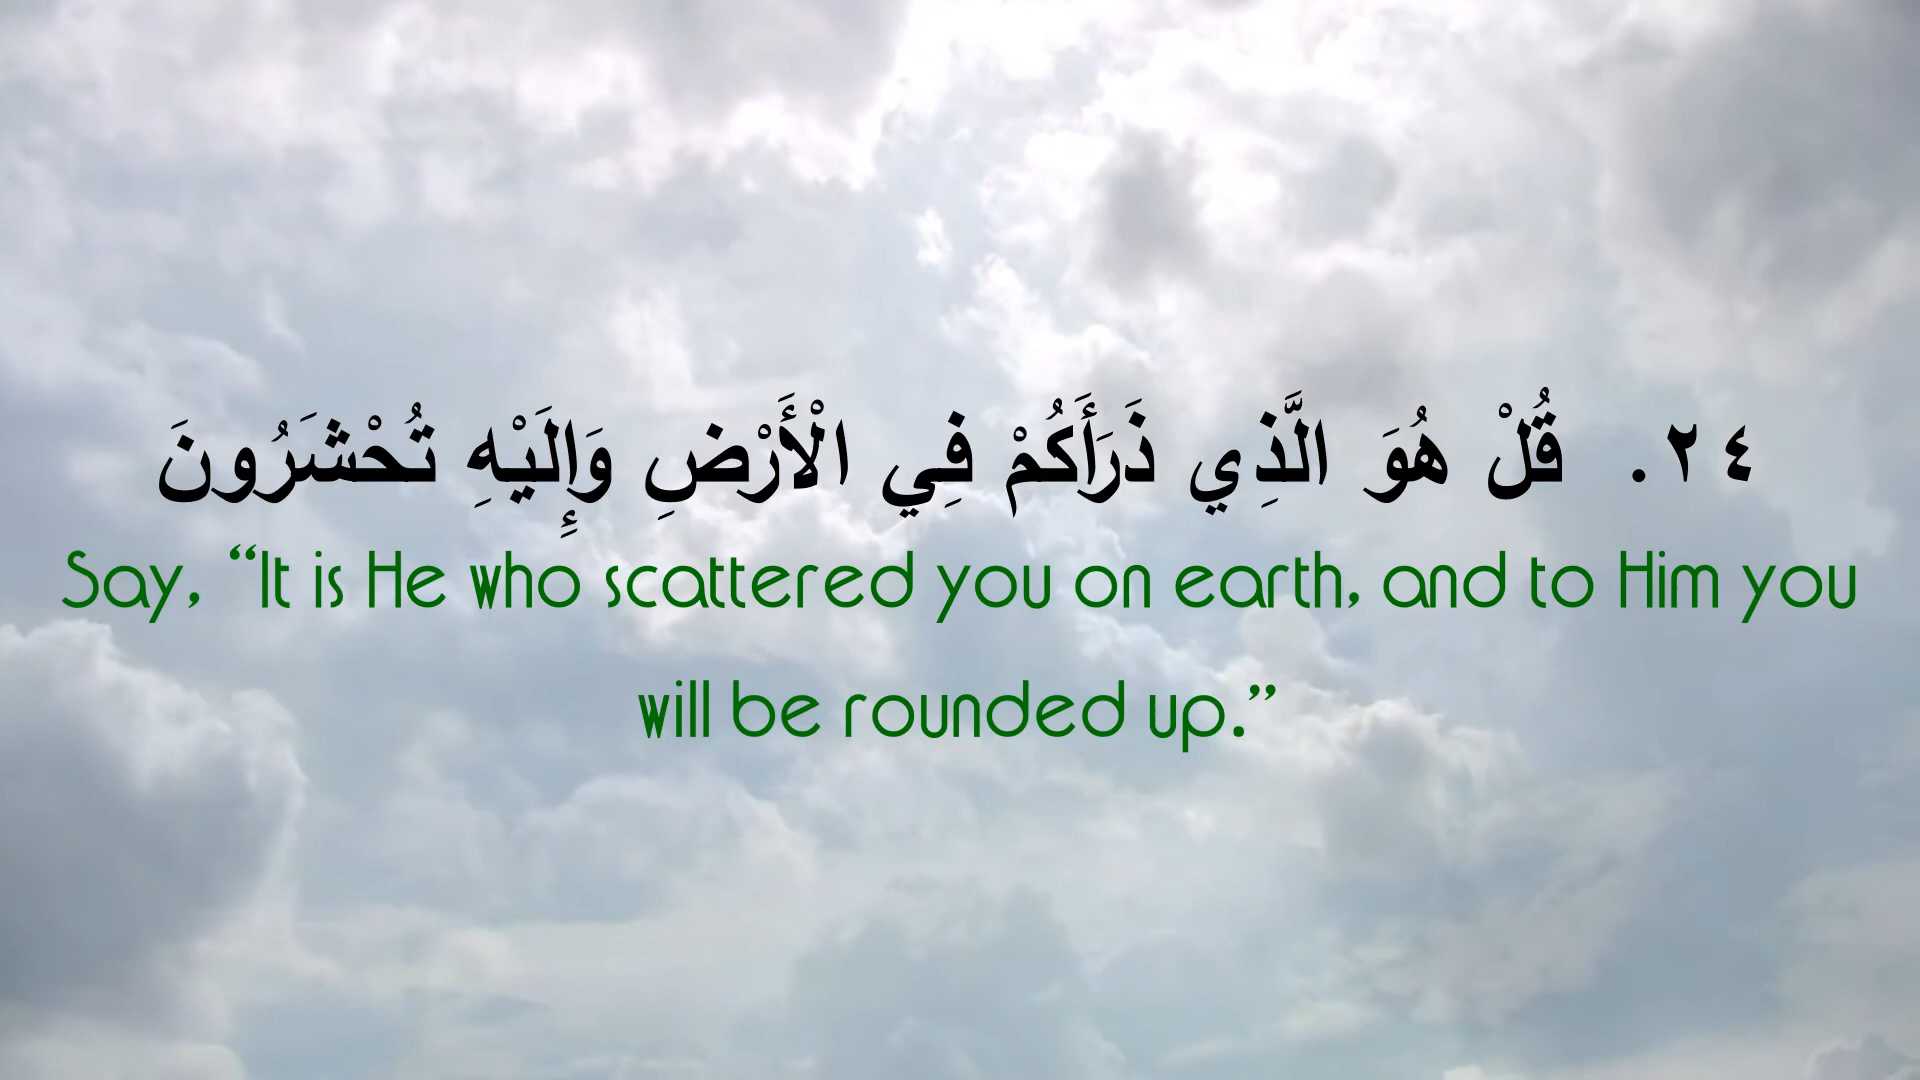 ٢٤. قُلْ هُوَ الَّذِي ذَرَأَكُمْ فِي الْأَرْضِ وَإِلَيْهِ تُحْشَرُونَ
Say, “It is He who scattered you on earth, and to Him you
will be rounded up.”